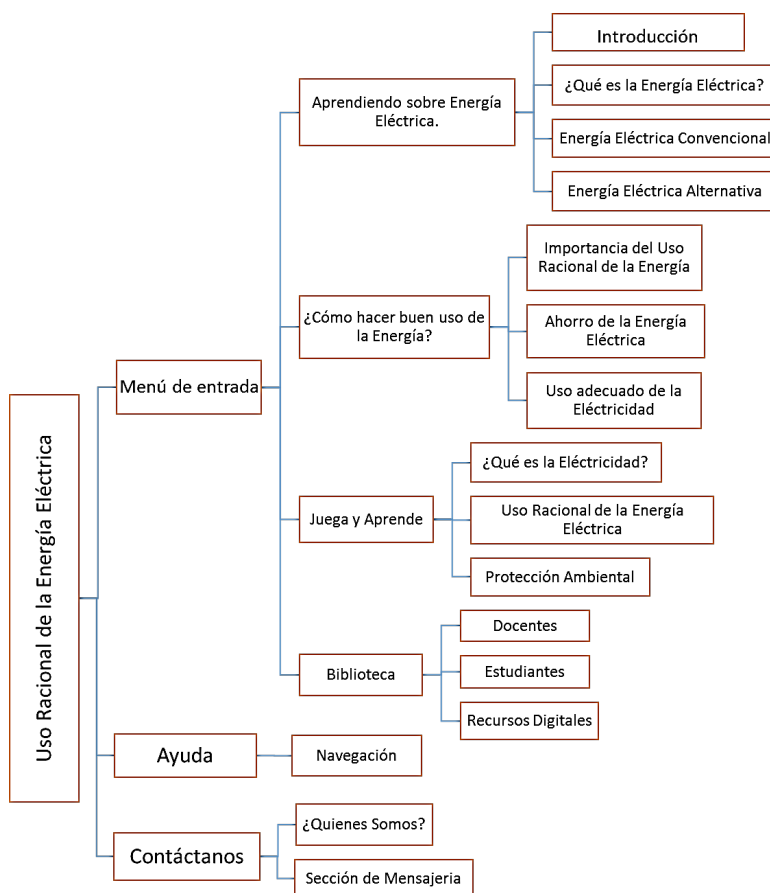 Uso Racional de la Energía Eléctrica
Menú de entrada
Aprendiendo sobre Energía
Eléctrica.
Introducción
¿Qué es la Energía Eléctrica?
Energía Eléctrica Convencional
Energía Eléctrica Alternativa
¿Cómo hacer buen uso de
la Energía?
Importancia del Uso
Racional de la Energía
Ahorro de la Energía
Eléctrica
Uso adecuado de la
Eléctricidad
Juega y Aprende
¿Qué es la Eléctricidad?
Uso Racional de la Energía
Eléctrica
Protección Ambiental
Biblioteca
Docentes
Estudiantes
Recursos Digitales
Ayuda
Navegación
Contáctanos
¿Quienes Somos?
Sección de Mensajeria